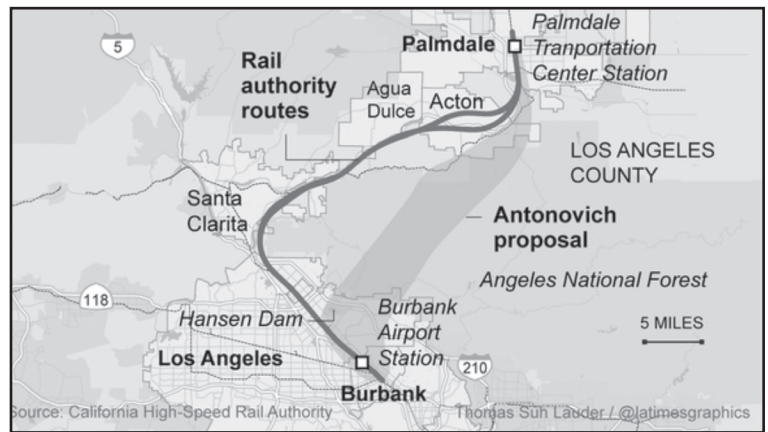 5
Palmdale
Palmdale
Tranportation
Center Station
Rail
authority
routes
Agua
Dulce
Acton
LOS ANGELES
COUNTY
Santa
Clarita
Antonovich
proposal
Angeles National Forest
118
Hansen Dam
Burbank
Airport
Station
5 MILES
Los Angeles
210
Burbank
Source: California High-Speed Rail Authority
Thomas Suh Lauder / @latimesgraphics